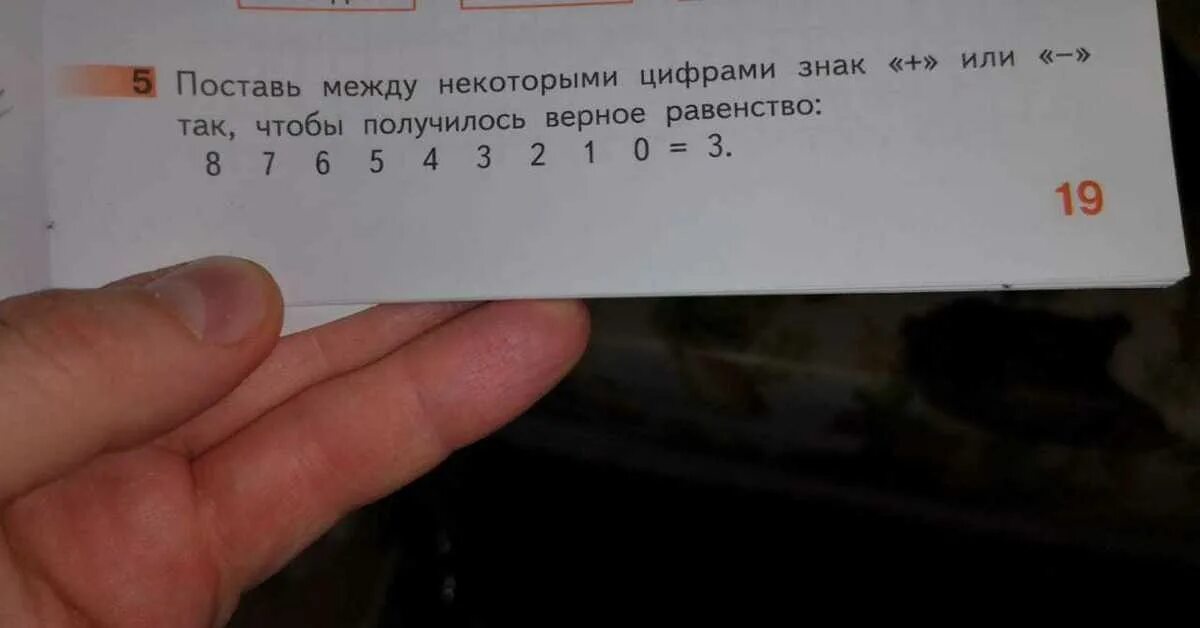 5 Поставь между некоторыми цифрами знак «+» или «−»
так, чтобы получилось верное равенство:
8 7 6 5 4 3 2 1 0 = 3.
19